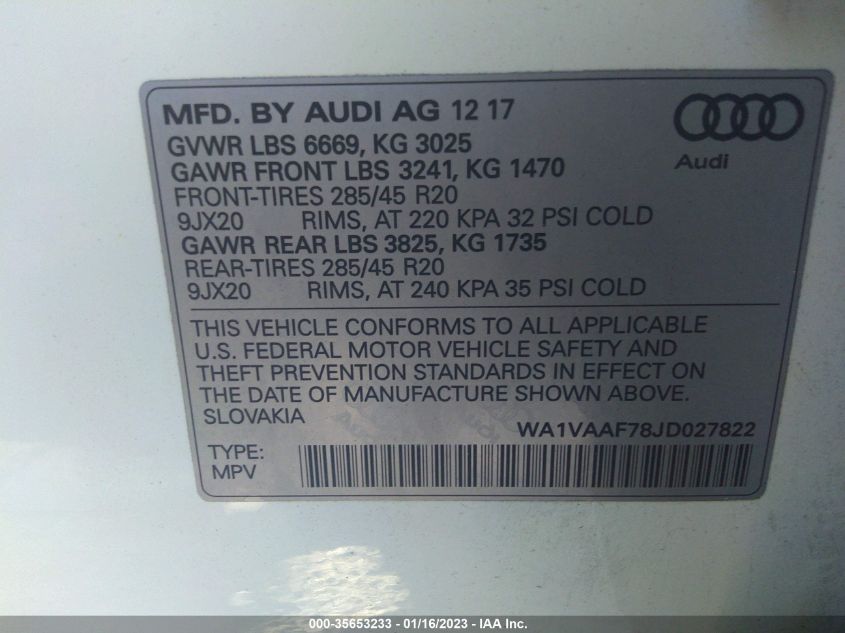 MFD. BY AUDI AG 12 17
GVWR LBS 6669, KG 3025
GAWR FRONT LBS 3241, KG 1470
Audi
FRONT-TIRES 285/45 R20
9JX20 RIMS, AT 220 KPA 32 PSI COLD
GAWR REAR LBS 3825, KG 1735
REAR-TIRES 285/45 R20
9JX20 RIMS, AT 240 KPA 35 PSI COLD
THIS VEHICLE CONFORMS TO ALL APPLICABLE
U.S. FEDERAL MOTOR VEHICLE SAFETY AND
THEFT PREVENTION STANDARDS IN EFFECT ON
THE DATE OF MANUFACTURE SHOWN ABOVE.
SLOVAKIA
WA1VAAF78JD027822
TYPE:
MPV
000-35653233 - 01/16/2023 - IAA Inc.